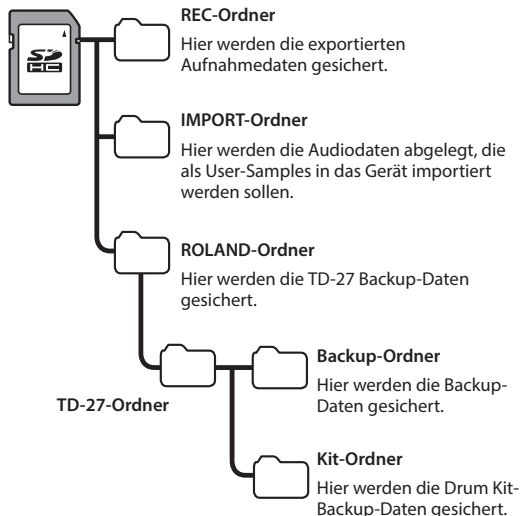 SD
HC
REC-Ordner
Hier werden die exportierten
Aufnahmedaten gesichert.
IMPORT-Ordner
Hier werden die Audiodaten abgelegt, die
als User-Samples in das Gerät importiert
werden sollen.
ROLAND-Ordner
Hier werden die TD-27 Backup-Daten
gesichert.
TD-27-Ordner
Backup-Ordner
Hier werden die Backup-
Daten gesichert.
Kit-Ordner
Hier werden die Drum Kit-
Backup-Daten gesichert.